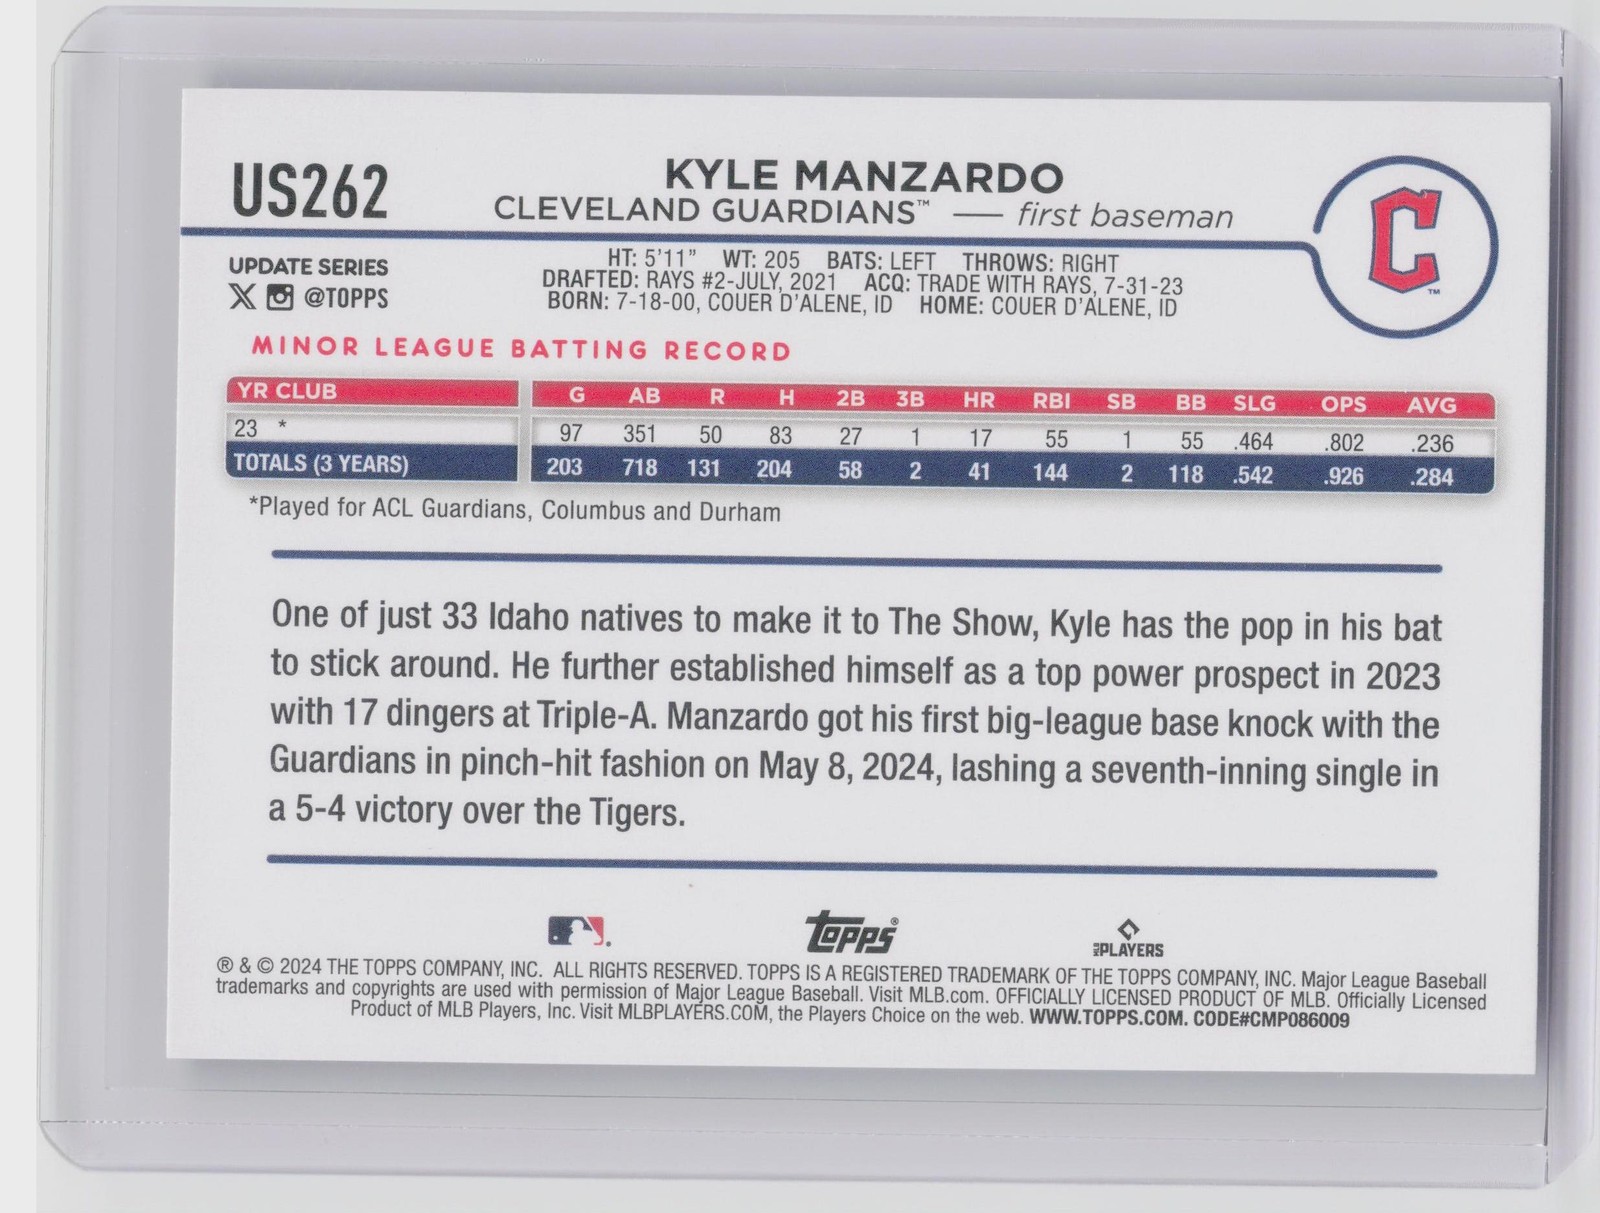 US262
KYLE MANZARDO
CLEVELAND GUARDIANS™ — first baseman
C™
UPDATE SERIES
@TOPPS
HT: 5'11" WT: 205 BATS: LEFT THROWS: RIGHT
DRAFTED: RAYS #2-JULY, 2021 ACQ: TRADE WITH RAYS, 7-31-23
BORN: 7-18-00, COUER D'ALENE, ID HOME: COUER D'ALENE, ID
MINOR LEAGUE BATTING RECORD
YR CLUB G AB R H 2B 3B HR RBI SB BB SLG OPS AVG
23 * 97 351 50 83 27 1 17 55 1 55 .464 .802 .236
TOTALS (3 YEARS) 203 718 131 204 58 2 41 144 2 118 .542 .926 .284
*Played for ACL Guardians, Columbus and Durham
One of just 33 Idaho natives to make it to The Show, Kyle has the pop in his bat
to stick around. He further established himself as a top power prospect in 2023
with 17 dingers at Triple-A. Manzardo got his first big-league base knock with the
Guardians in pinch-hit fashion on May 8, 2024, lashing a seventh-inning single in
a 5-4 victory over the Tigers.
Topps®
MLB PLAYERS
® & © 2024 THE TOPPS COMPANY, INC. ALL RIGHTS RESERVED. TOPPS IS A REGISTERED TRADEMARK OF THE TOPPS COMPANY, INC. Major League Baseball
trademarks and copyrights are used with permission of Major League Baseball. Visit MLB.com. OFFICIALLY LICENSED PRODUCT OF MLB. Officially Licensed
Product of MLB Players, Inc. Visit MLBPLAYERS.COM, the Players Choice on the web. WWW.TOPPS.COM. CODE#CMP086009